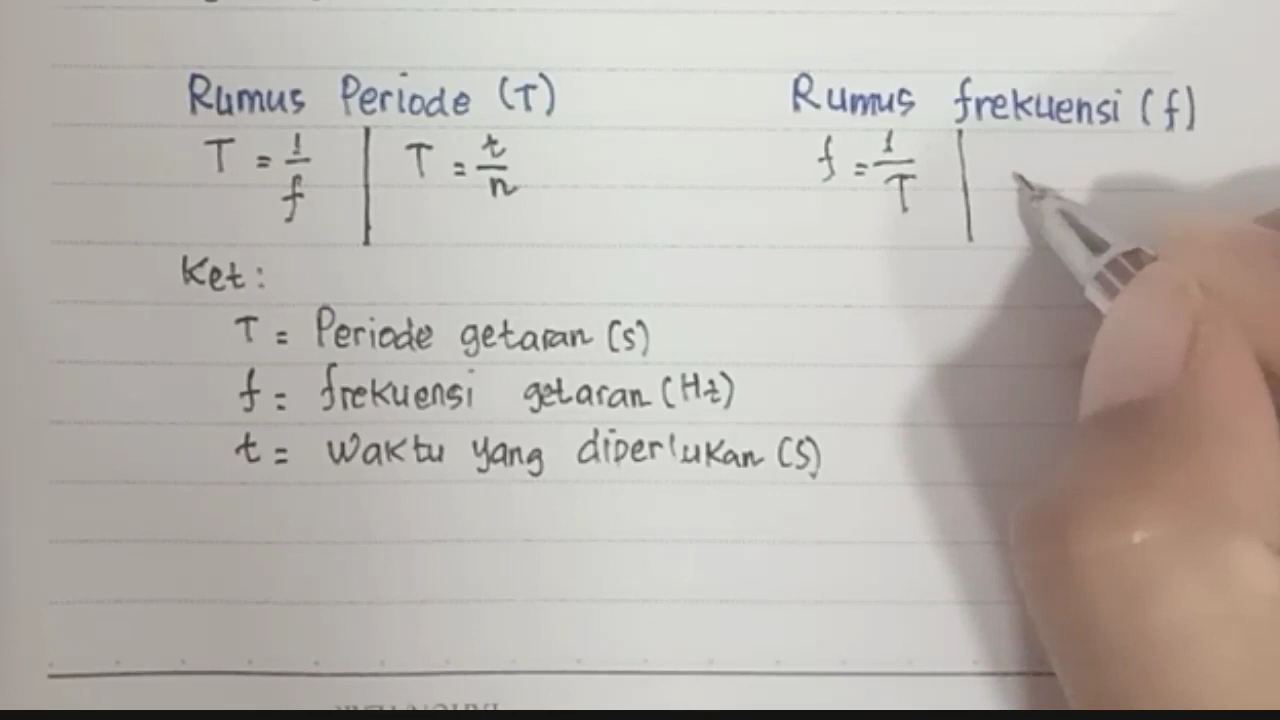 Rumus Periode (T)
T = 1/f | T = t/n
Rumus frekuensi (f)
f = 1/T |
Ket:
T = Periode getaran (s)
f = frekuensi getaran (Hz)
t = waktu yang diperlukan (s)